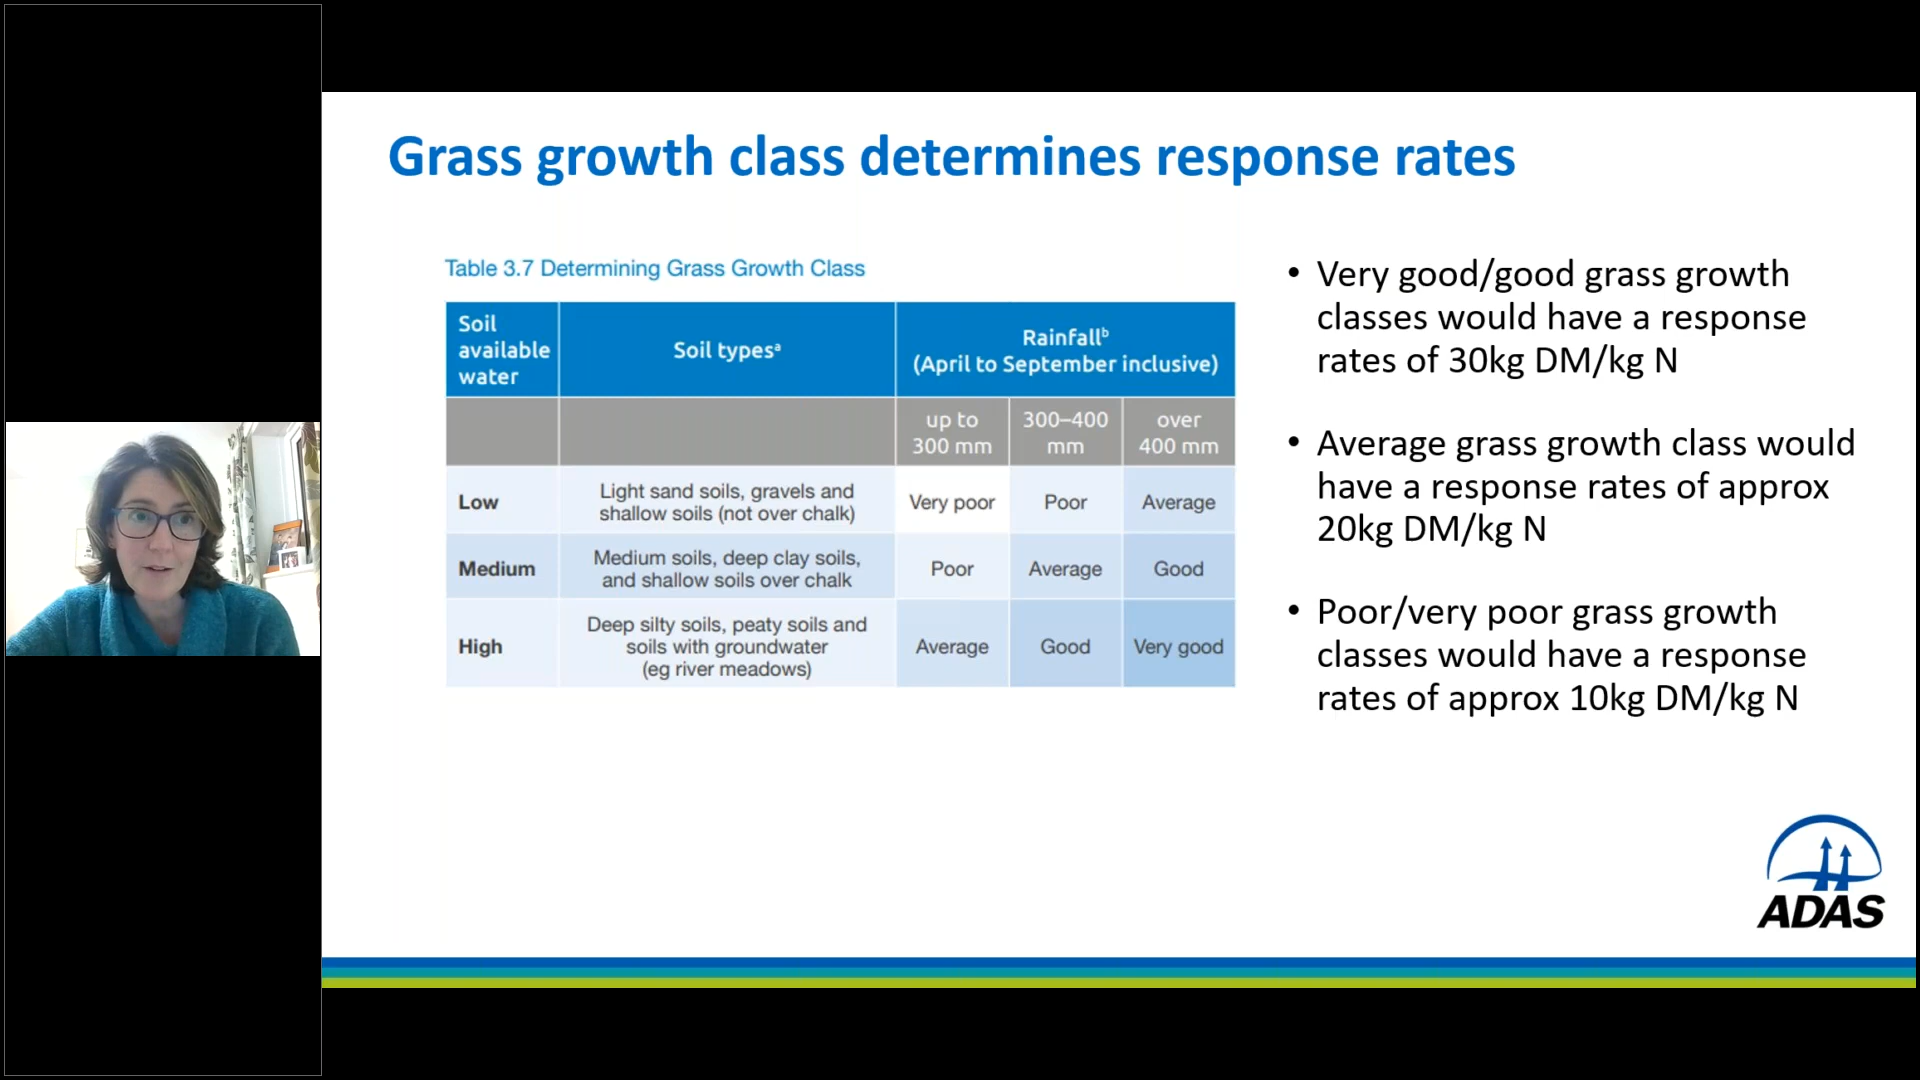 Grass growth class determines response rates
Table 3.7 Determining Grass Growth Class
Soil
available
water
Soil typesᵃ
Rainfallᵇ
(April to September inclusive)
up to
300 mm
300–400
mm
over
400 mm
Low
Light sand soils, gravels and
shallow soils (not over chalk)
Very poor
Poor
Average
Medium
Medium soils, deep clay soils,
and shallow soils over chalk
Poor
Average
Good
High
Deep silty soils, peaty soils and
soils with groundwater
(eg river meadows)
Average
Good
Very good
• Very good/good grass growth
classes would have a response
rates of 30kg DM/kg N
• Average grass growth class would
have a response rates of approx
20kg DM/kg N
• Poor/very poor grass growth
classes would have a response
rates of approx 10kg DM/kg N
ADAS